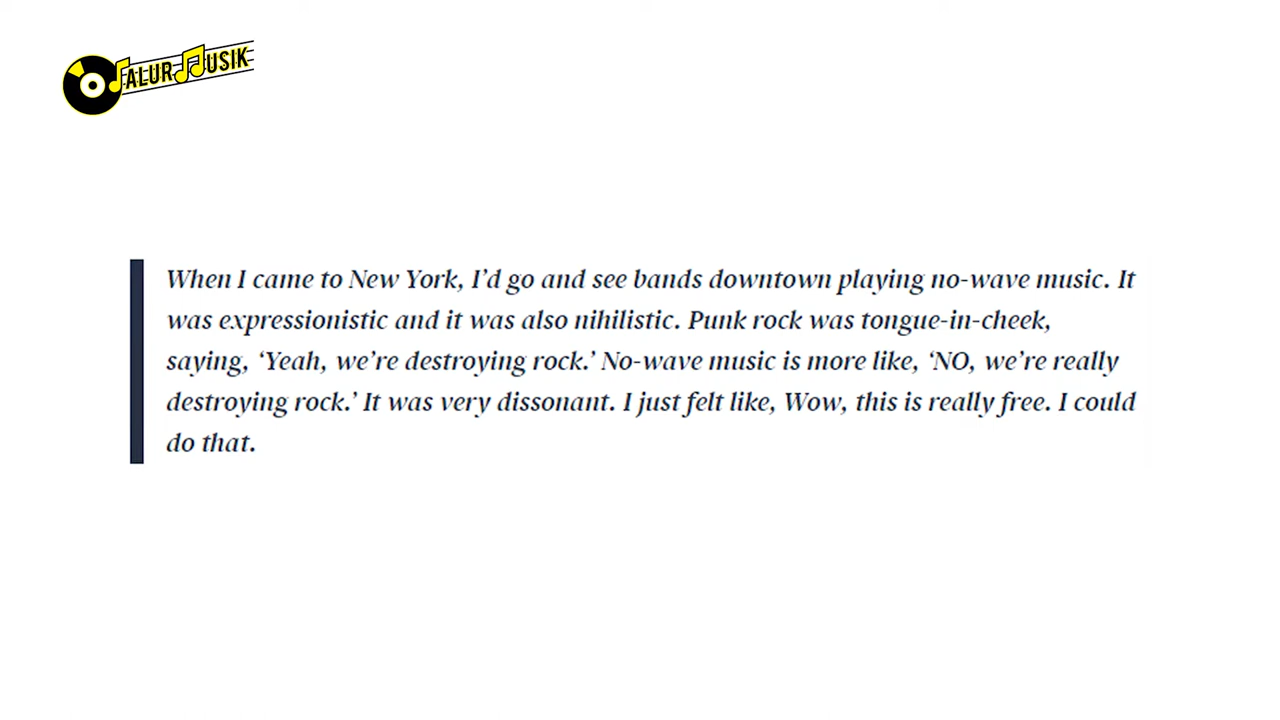 ALUR MUSIK
When I came to New York, I’d go and see bands downtown playing no-wave music. It
was expressionistic and it was also nihilistic. Punk rock was tongue-in-cheek,
saying, ‘Yeah, we’re destroying rock.’ No-wave music is more like, ‘NO, we’re really
destroying rock.’ It was very dissonant. I just felt like, Wow, this is really free. I could
do that.